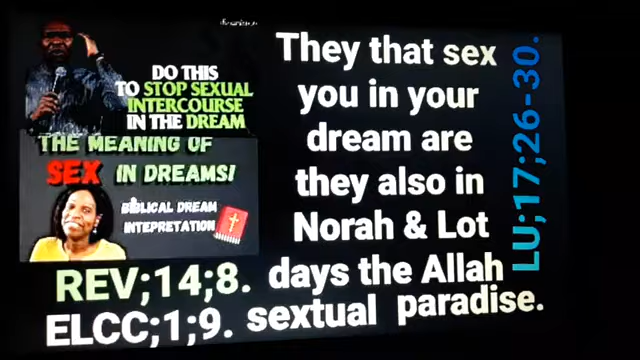 DO THIS
TO STOP SEXUAL
INTERCOURSE
IN THE DREAM
THE MEANING OF
SEX IN DREAMS!
BIBLICAL DREAM
INTEPRETATION
They that sex
you in your
dream are
they also in
Norah & Lot
days the Allah
sextual paradise.
REV;14;8.
ELCC;1;9.
LU;17;26-30.